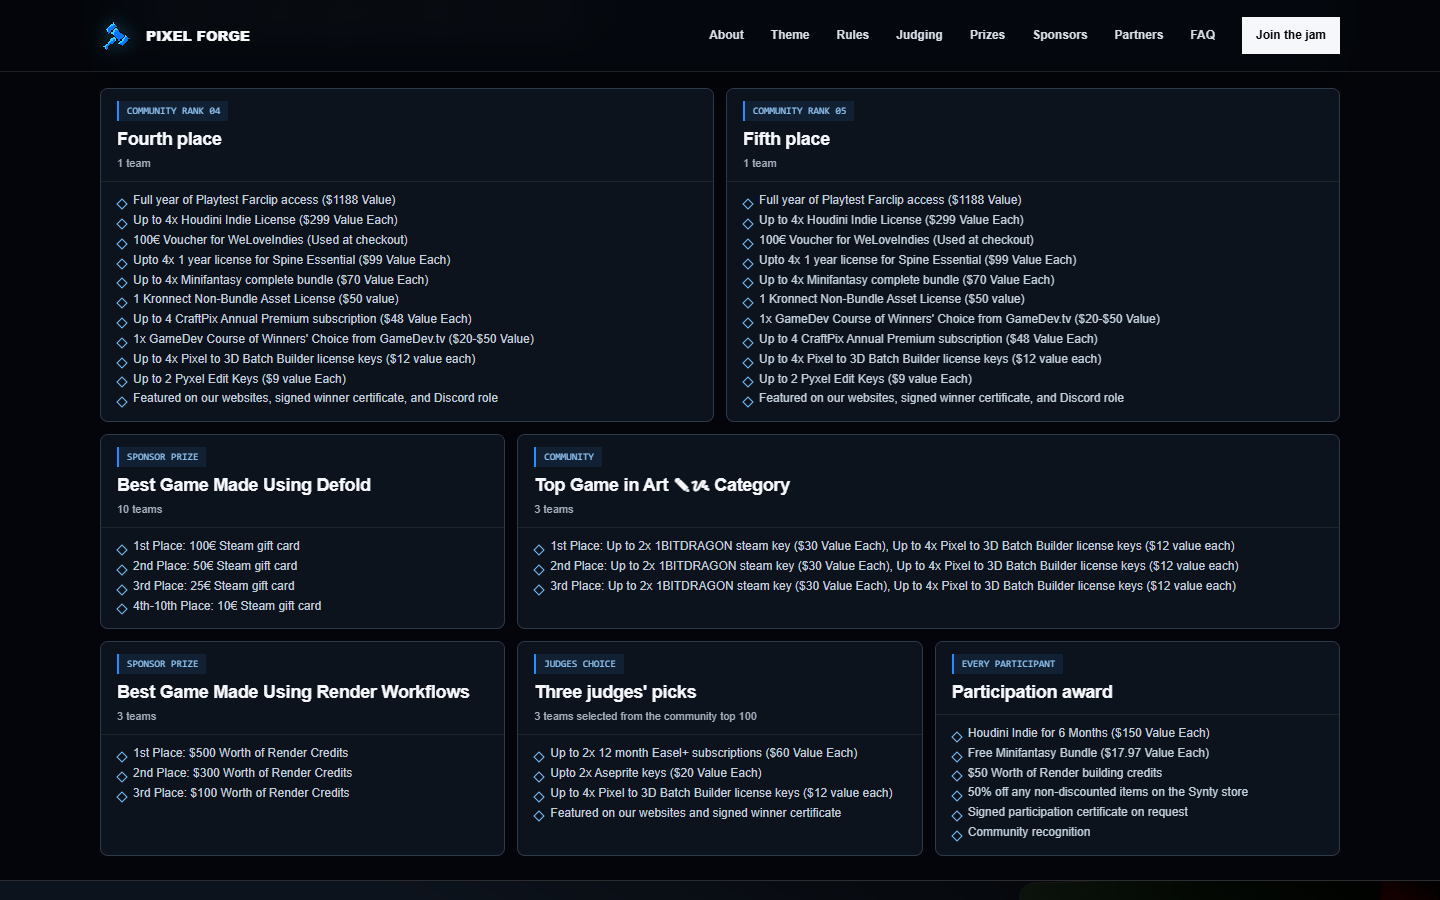 PIXEL FORGE
About
Theme
Rules
Judging
Prizes
Sponsors
Partners
FAQ
Join the jam
COMMUNITY RANK 04
Fourth place
1 team
Full year of Playtest Farclip access ($1188 Value)
Up to 4x Houdini Indie License ($299 Value Each)
100€ Voucher for WeLoveIndies (Used at checkout)
Upto 4x 1 year license for Spine Essential ($99 Value Each)
Up to 4x Minifantasy complete bundle ($70 Value Each)
1 Kronnect Non-Bundle Asset License ($50 value)
Up to 4 CraftPix Annual Premium subscription ($48 Value Each)
1x GameDev Course of Winners' Choice from GameDev.tv ($20-$50 Value)
Up to 4x Pixel to 3D Batch Builder license keys ($12 value each)
Up to 2 Pyxel Edit Keys ($9 value Each)
Featured on our websites, signed winner certificate, and Discord role
COMMUNITY RANK 05
Fifth place
1 team
Full year of Playtest Farclip access ($1188 Value)
Up to 4x Houdini Indie License ($299 Value Each)
100€ Voucher for WeLoveIndies (Used at checkout)
Upto 4x 1 year license for Spine Essential ($99 Value Each)
Up to 4x Minifantasy complete bundle ($70 Value Each)
1 Kronnect Non-Bundle Asset License ($50 value)
1x GameDev Course of Winners' Choice from GameDev.tv ($20-$50 Value)
Up to 4 CraftPix Annual Premium subscription ($48 Value Each)
Up to 4x Pixel to 3D Batch Builder license keys ($12 value each)
Up to 2 Pyxel Edit Keys ($9 value Each)
Featured on our websites, signed winner certificate, and Discord role
SPONSOR PRIZE
Best Game Made Using Defold
10 teams
1st Place: 100€ Steam gift card
2nd Place: 50€ Steam gift card
3rd Place: 25€ Steam gift card
4th-10th Place: 10€ Steam gift card
COMMUNITY
Top Game in Art Category
3 teams
1st Place: Up to 2x 1BITDRAGON steam key ($30 Value Each), Up to 4x Pixel to 3D Batch Builder license keys ($12 value each)
2nd Place: Up to 2x 1BITDRAGON steam key ($30 Value Each), Up to 4x Pixel to 3D Batch Builder license keys ($12 value each)
3rd Place: Up to 2x 1BITDRAGON steam key ($30 Value Each), Up to 4x Pixel to 3D Batch Builder license keys ($12 value each)
SPONSOR PRIZE
Best Game Made Using Render Workflows
3 teams
1st Place: $500 Worth of Render Credits
2nd Place: $300 Worth of Render Credits
3rd Place: $100 Worth of Render Credits
JUDGES CHOICE
Three judges' picks
3 teams selected from the community top 100
Up to 2x 12 month Easel+ subscriptions ($60 Value Each)
Upto 2x Aseprite keys ($20 Value Each)
Up to 4x Pixel to 3D Batch Builder license keys ($12 value each)
Featured on our websites and signed winner certificate
EVERY PARTICIPANT
Participation award
Houdini Indie for 6 Months ($150 Value Each)
Free Minifantasy Bundle ($17.97 Value Each)
$50 Worth of Render building credits
50% off any non-discounted items on the Synty store
Signed participation certificate on request
Community recognition